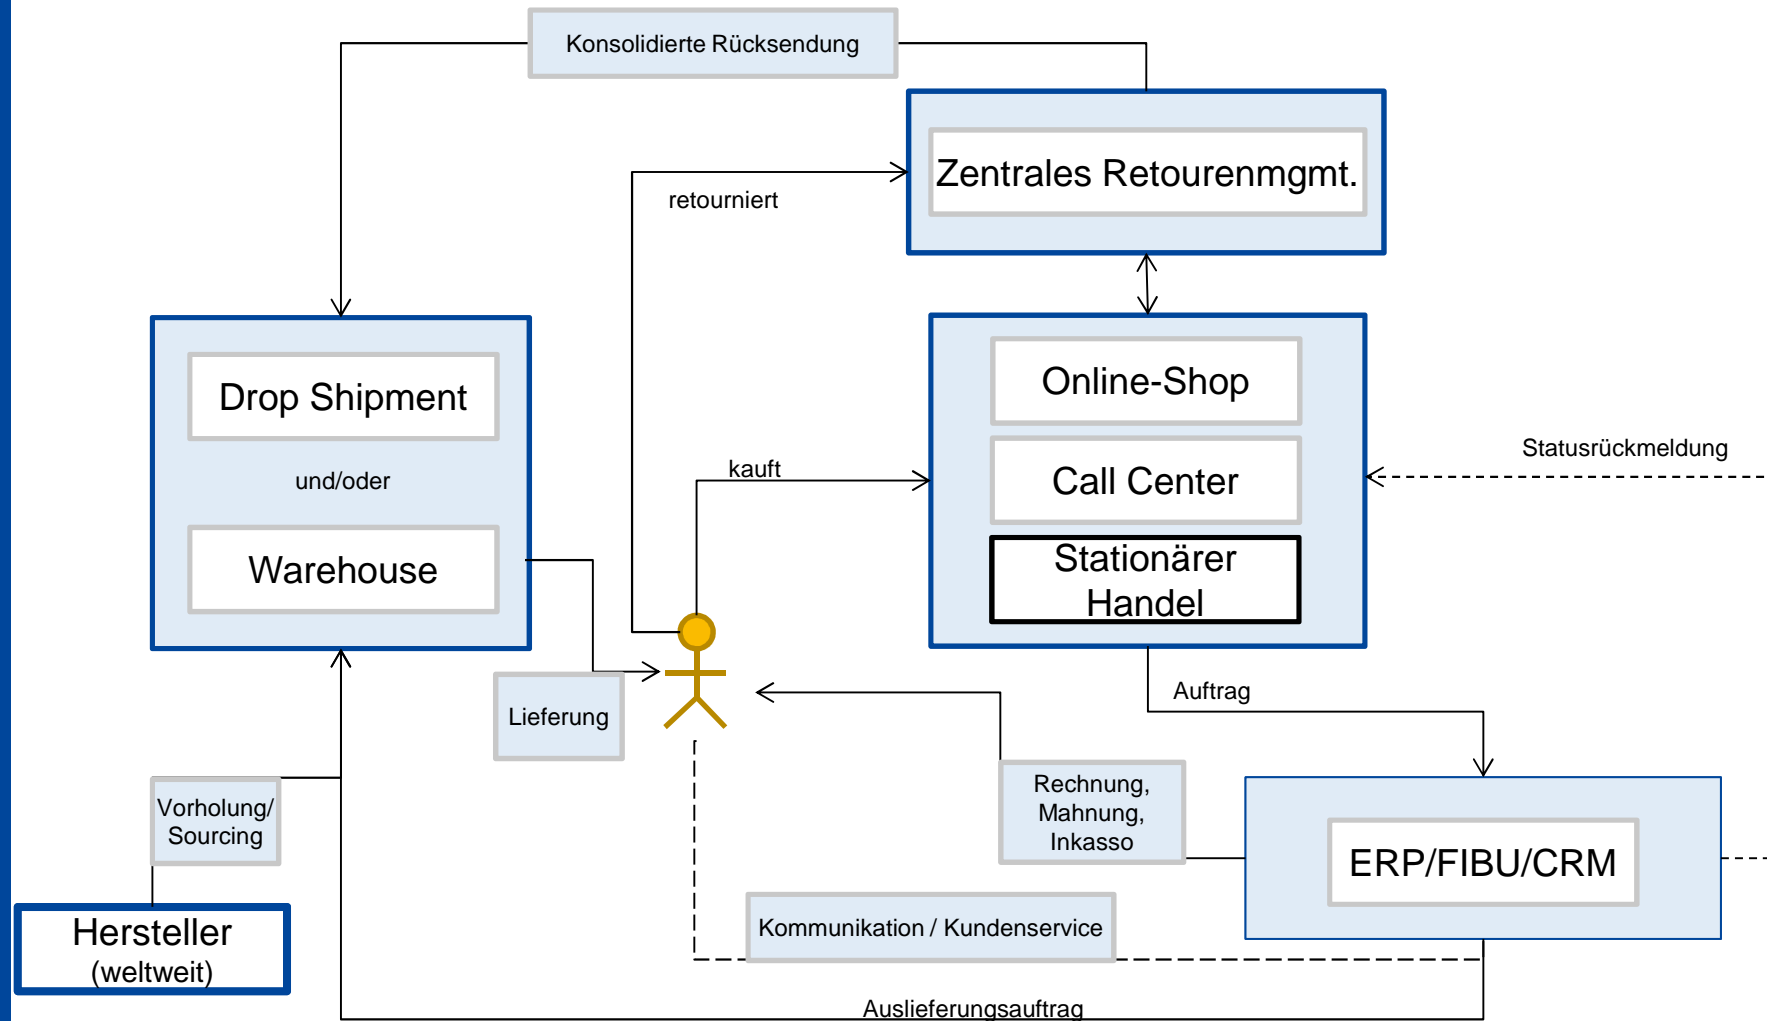 Konsolidierte Rücksendung
Zentrales Retourenmgmt.
retourniert
Drop Shipment
und/oder
Warehouse
Online-Shop
Call Center
Stationärer
Handel
kauft
Statusrückmeldung
Lieferung
Auftrag
Vorholung/
Sourcing
Rechnung,
Mahnung,
Inkasso
ERP/FIBU/CRM
Hersteller
(weltweit)
Kommunikation / Kundenservice
Auslieferungsauftrag